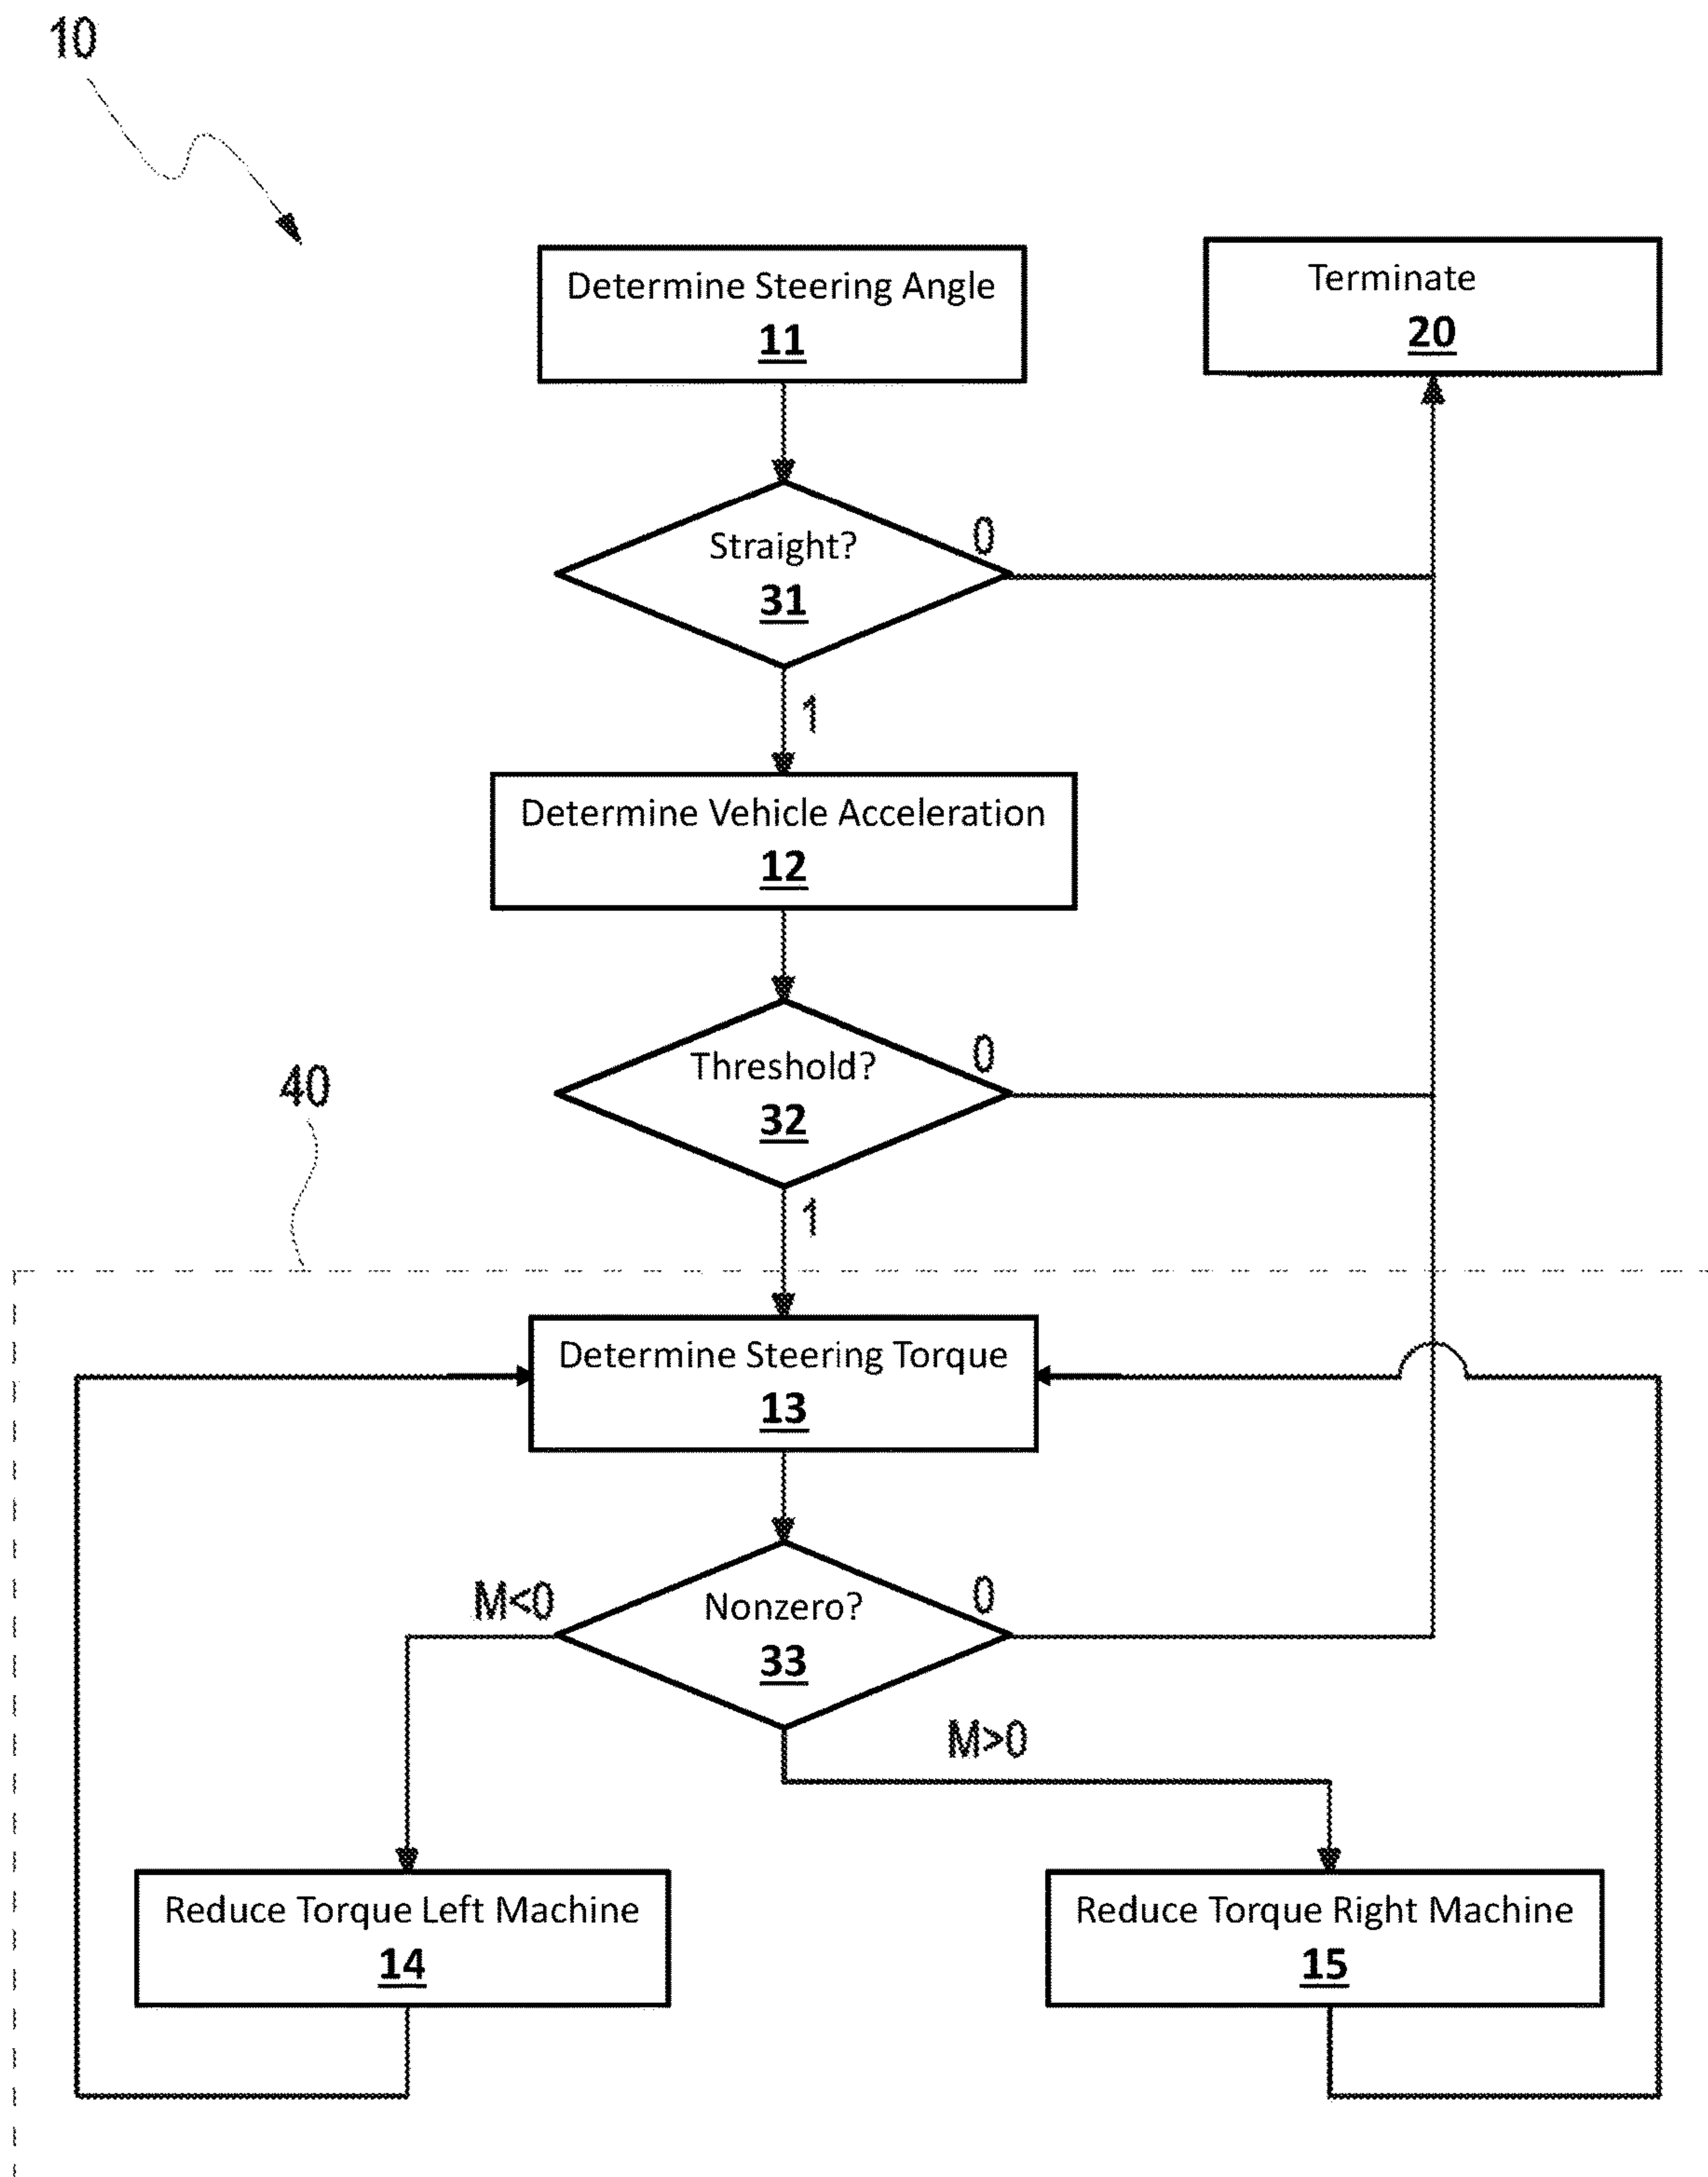 10
Determine Steering Angle
11
Terminate
20
Straight?
31
0
1
Determine Vehicle Acceleration
12
Threshold?
32
0
1
40
Determine Steering Torque
13
Nonzero?
33
M<0
0
M>0
Reduce Torque Left Machine
14
Reduce Torque Right Machine
15